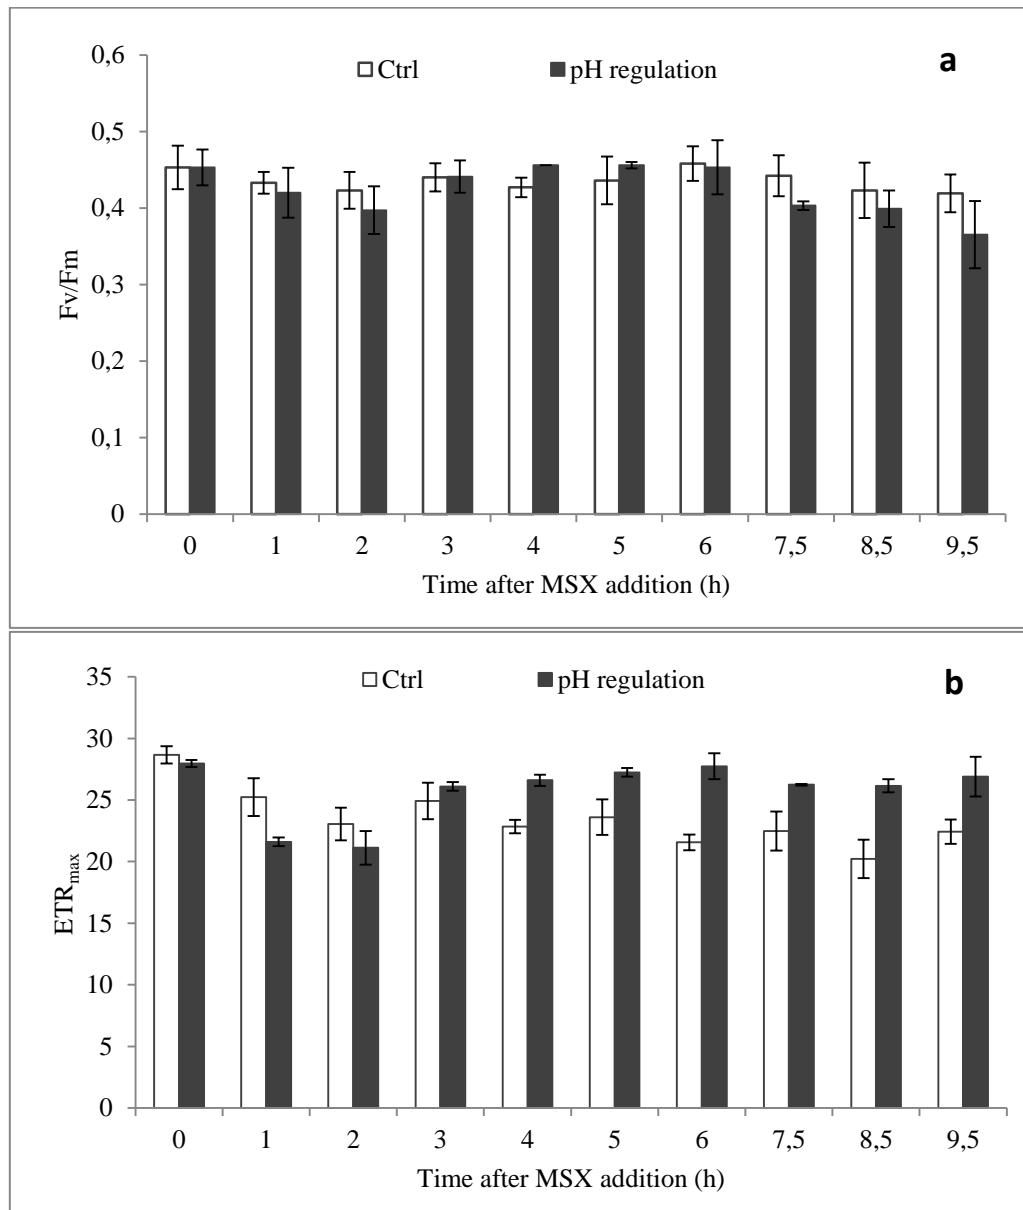 a
Ctrl pH regulation
0,6
0,5
0,4
0,3
0,2
0,1
0
Fv/Fm
0 1 2 3 4 5 6 7,5 8,5 9,5
Time after MSX addition (h)
b
Ctrl pH regulation
35
30
25
20
15
10
5
0
ETRmax
0 1 2 3 4 5 6 7,5 8,5 9,5
Time after MSX addition (h)